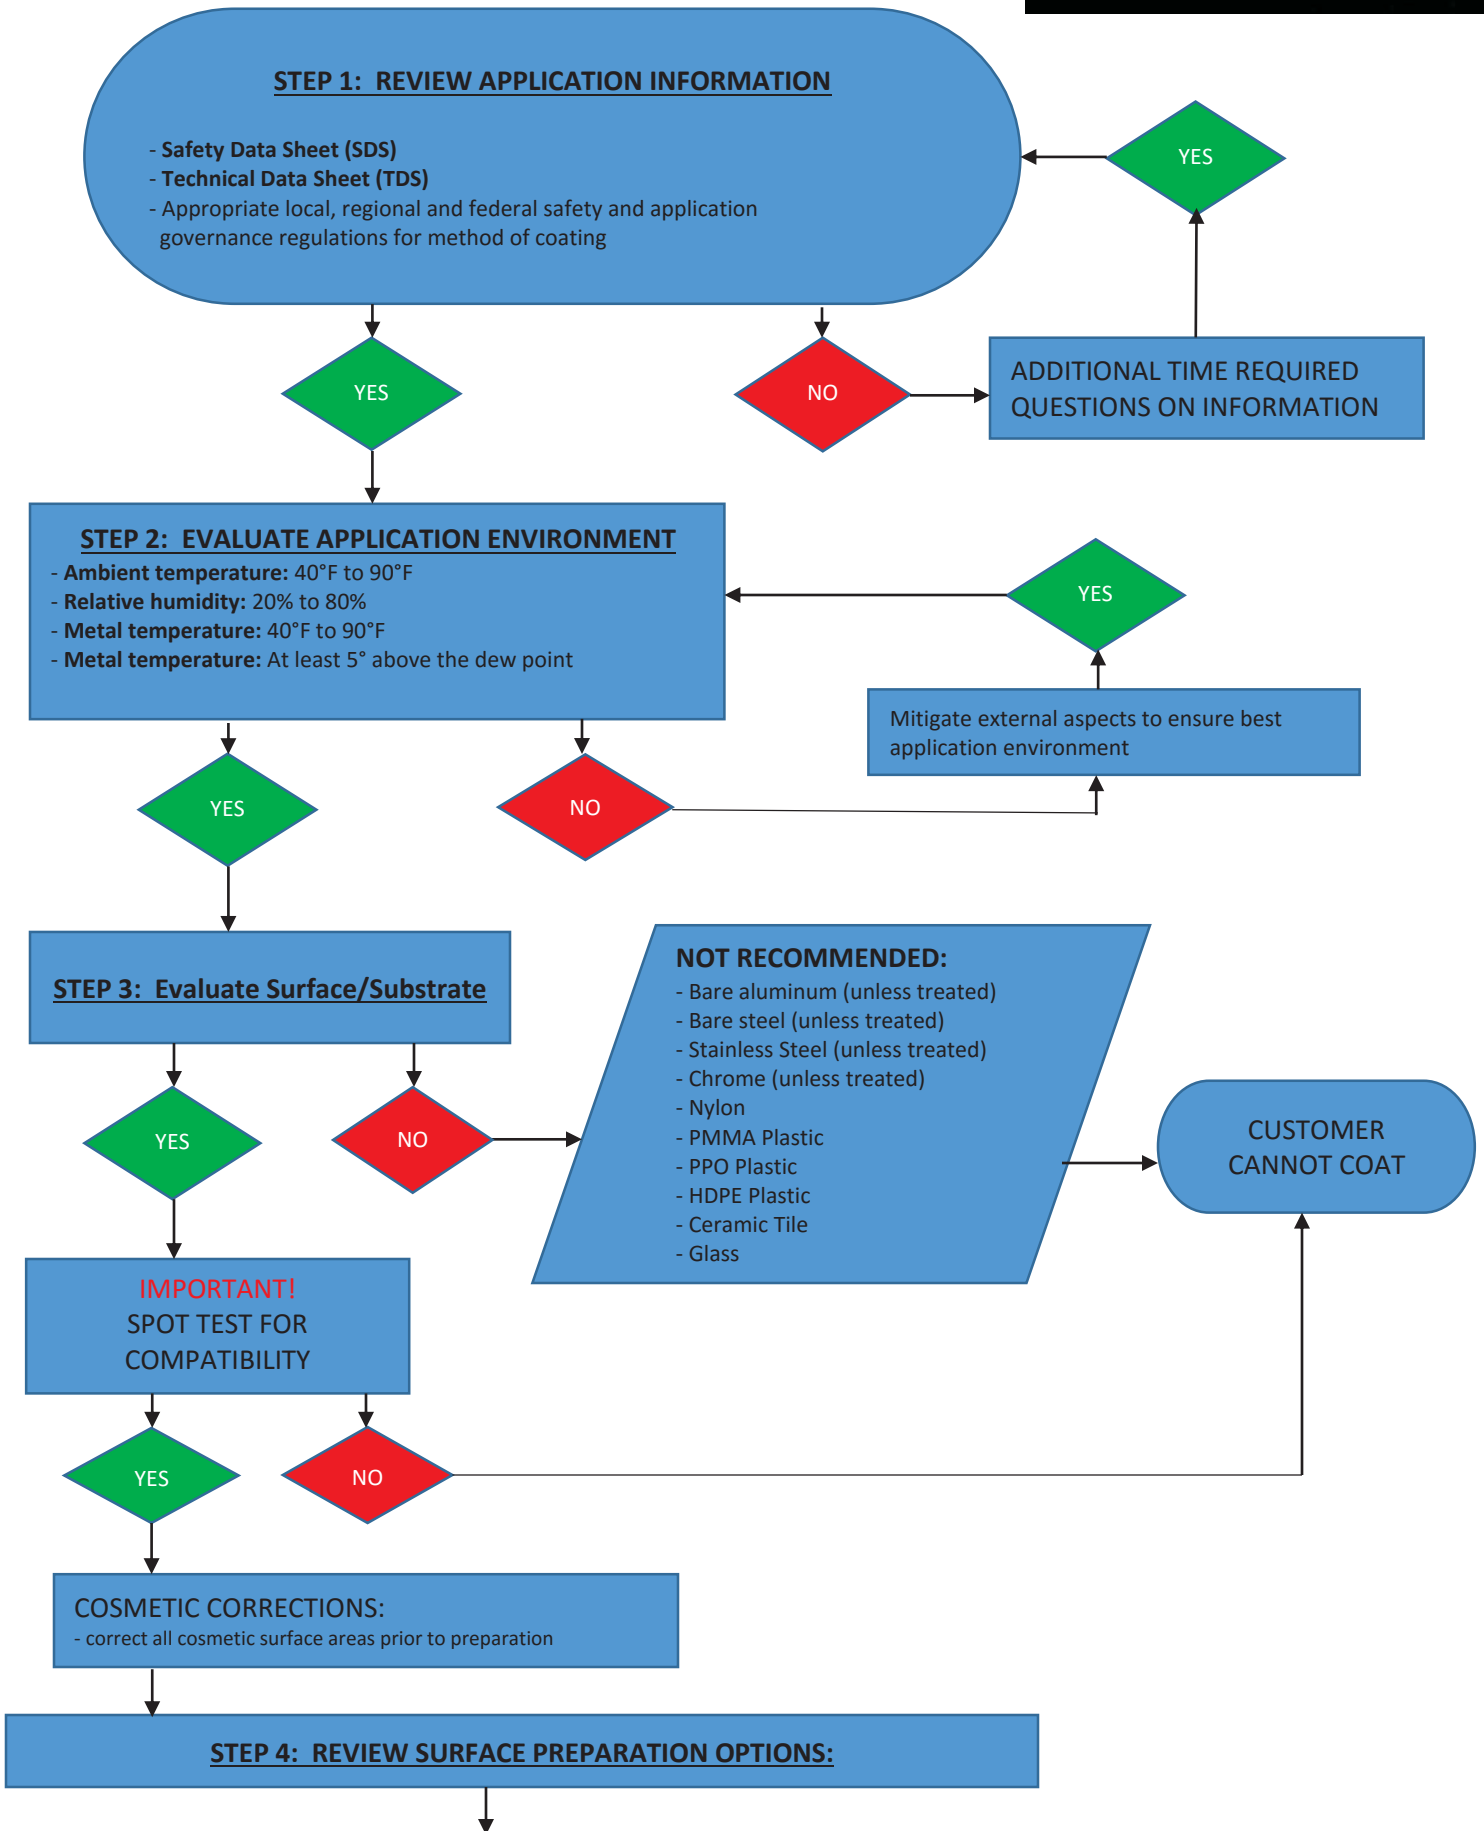 STEP 1: REVIEW APPLICATION INFORMATION
- Safety Data Sheet (SDS)
- Technical Data Sheet (TDS)
- Appropriate local, regional and federal safety and application
governance regulations for method of coating
YES
YES
NO
ADDITIONAL TIME REQUIRED
QUESTIONS ON INFORMATION
STEP 2: EVALUATE APPLICATION ENVIRONMENT
- Ambient temperature: 40°F to 90°F
- Relative humidity: 20% to 80%
- Metal temperature: 40°F to 90°F
- Metal temperature: At least 5° above the dew point
YES
Mitigate external aspects to ensure best
application environment
YES
NO
STEP 3: Evaluate Surface/Substrate
NOT RECOMMENDED:
- Bare aluminum (unless treated)
- Bare steel (unless treated)
- Stainless Steel (unless treated)
- Chrome (unless treated)
- Nylon
- PMMA Plastic
- PPO Plastic
- HDPE Plastic
- Ceramic Tile
- Glass
YES
NO
CUSTOMER
CANNOT COAT
IMPORTANT!
SPOT TEST FOR
COMPATIBILITY
YES
NO
COSMETIC CORRECTIONS:
- correct all cosmetic surface areas prior to preparation
STEP 4: REVIEW SURFACE PREPARATION OPTIONS: